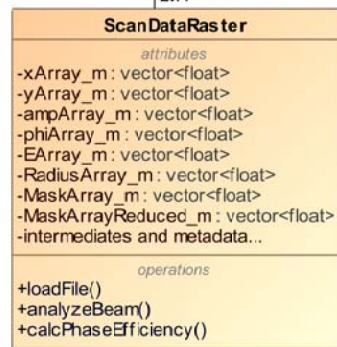 ScanDataRaster
attributes
-xArray_m : vector<float>
-yArray_m : vector<float>
-ampArray_m : vector<float>
-phiArray_m : vector<float>
-EArray_m : vector<float>
-RadiusArray_m : vector<float>
-MaskArray_m : vector<float>
-MaskArrayReduced_m : vector<float>
-intermediates and metadata...
operations
+loadFile()
+analyzeBeam()
+calcPhaseEfficiency()